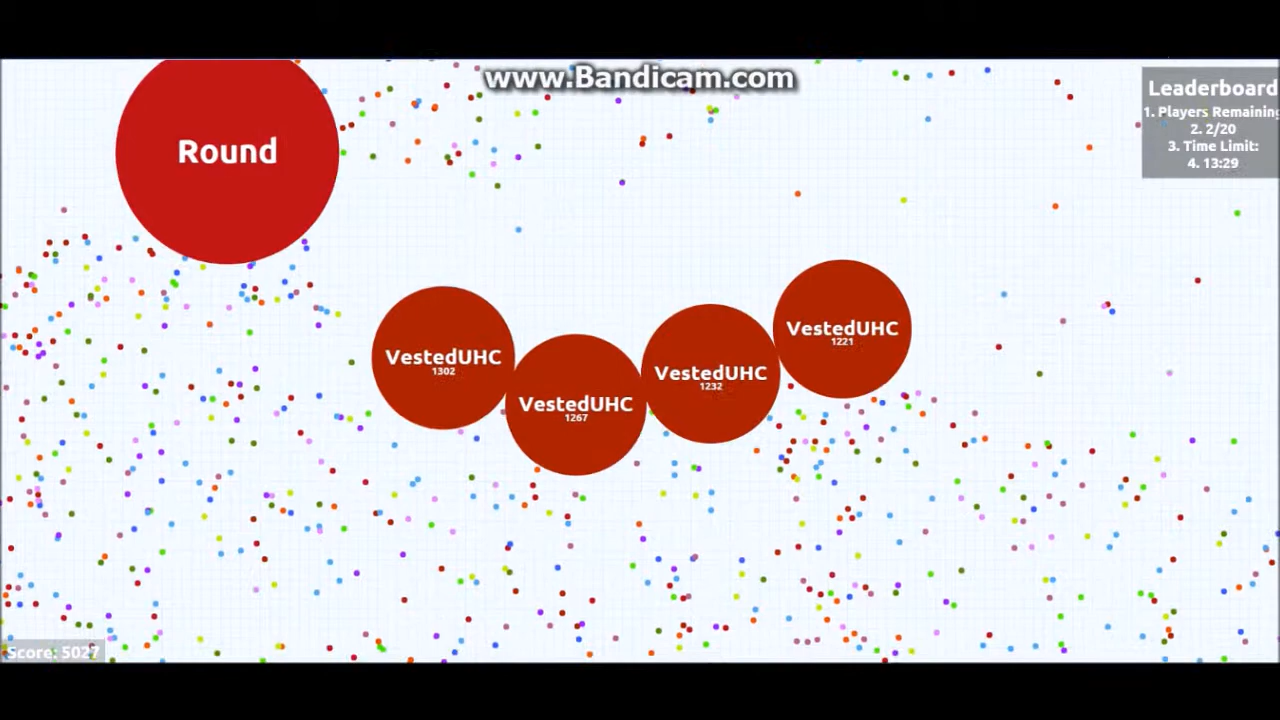 www.Bandicam.com
Leaderboard
1. Players Remaining
2. 2/20
3. Time Limit:
4. 13:29
Round
VestedUHC
1302
VestedUHC
1267
VestedUHC
1232
VestedUHC
1221
Score: 5027